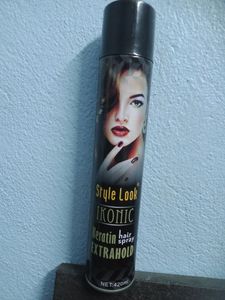 Style Look
IKONIC
Keratin hair
spray
EXTRAHOLD
NET:420ml